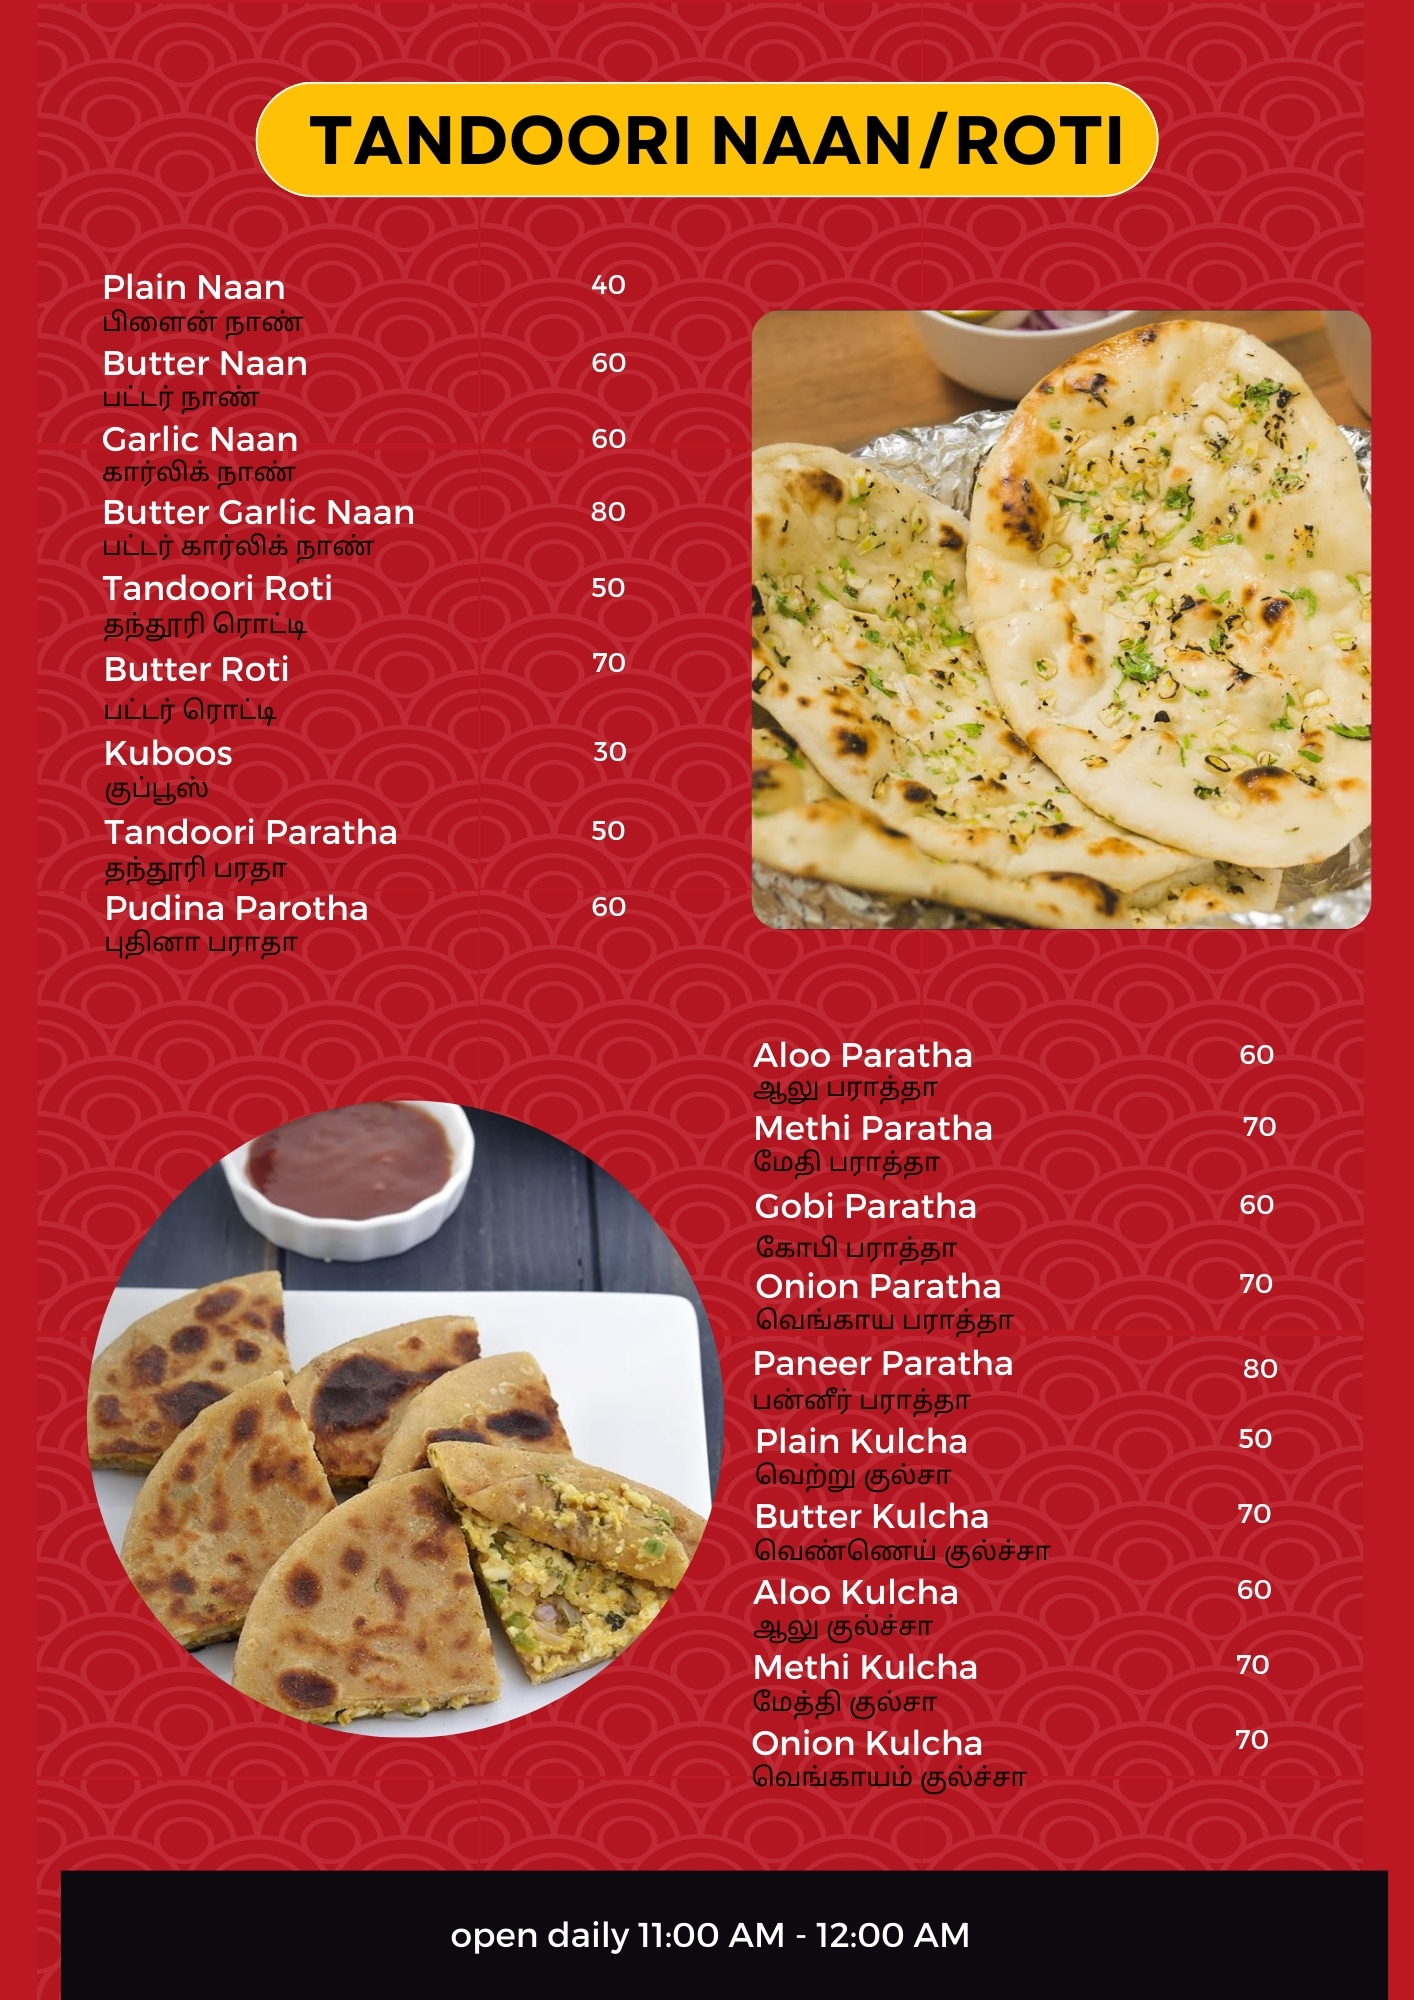 TANDOORI NAAN/ROTI
Plain Naan 40
பிளைன் நாண்
Butter Naan 60
பட்டர் நாண்
Garlic Naan 60
கார்லிக் நாண்
Butter Garlic Naan 80
பட்டர் கார்லிக் நாண்
Tandoori Roti 50
தந்தூரி ரொட்டி
Butter Roti 70
பட்டர் ரொட்டி
Kuboos 30
குப்பூஸ்
Tandoori Paratha 50
தந்தூரி பரதா
Pudina Parotha 60
புதினா பராதா
Aloo Paratha 60
ஆலு பராத்தா
Methi Paratha 70
மேதி பராத்தா
Gobi Paratha 60
கோபி பராத்தா
Onion Paratha 70
வெங்காய பராத்தா
Paneer Paratha 80
பன்னீர் பராத்தா
Plain Kulcha 50
வெற்று குல்சா
Butter Kulcha 70
வெண்ணெய் குல்ச்சா
Aloo Kulcha 60
ஆலு குல்ச்சா
Methi Kulcha 70
மேத்தி குல்சா
Onion Kulcha 70
வெங்காயம் குல்ச்சா
open daily 11:00 AM - 12:00 AM